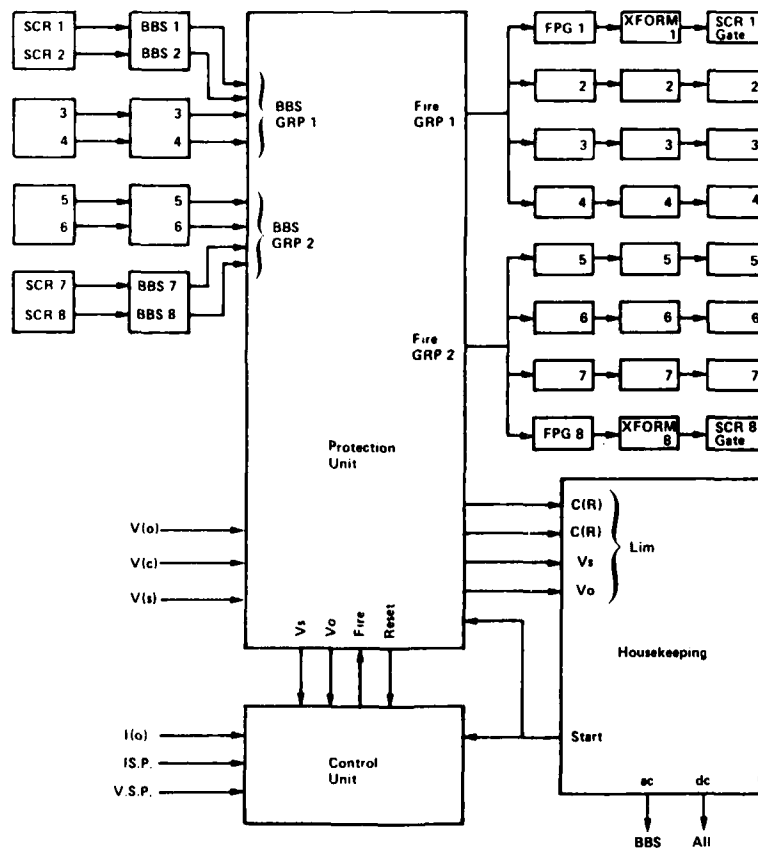 SCR 1
SCR 2
BBS 1
BBS 2
3
4
3
4
5
6
5
6
SCR 7
SCR 8
BBS 7
BBS 8
BBS
GRP 1
BBS
GRP 2
Fire
GRP 1
Fire
GRP 2
Protection
Unit
FPG 1
XFORM
1
SCR 1
Gate
2
2
2
3
3
3
4
4
4
5
5
5
6
6
6
7
7
7
FPG 8
XFORM
8
SCR 8
Gate
V(o)
V(c)
V(s)
Vs
Vo
Fire
Reset
C(R)
C(R)
Vs
Vo
Lim
Housekeeping
Start
ac
dc
BBS
All
I(o)
IS.P.
V.S.P.
Control
Unit